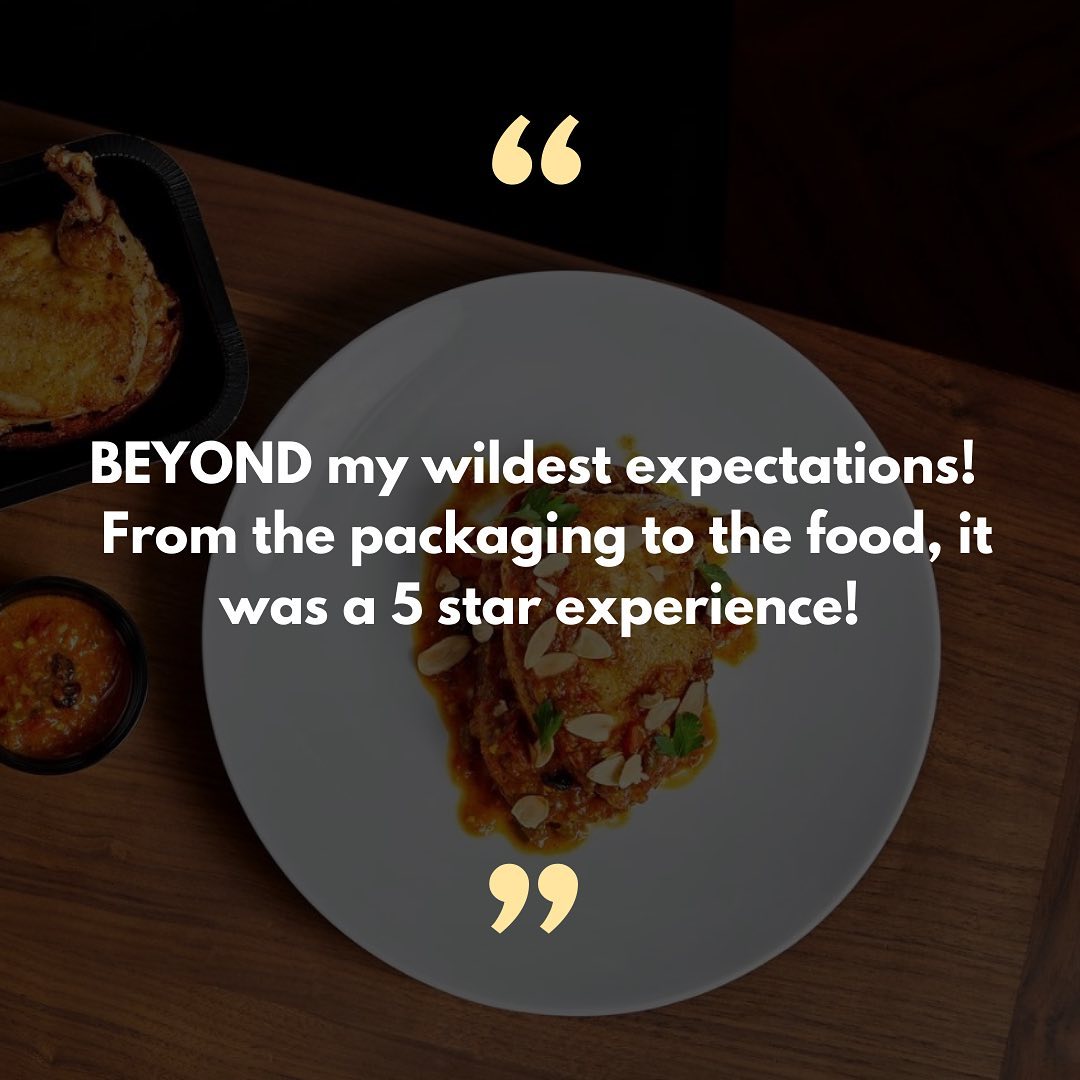 “
BEYOND my wildest expectations!
From the packaging to the food, it
was a 5 star experience!
”